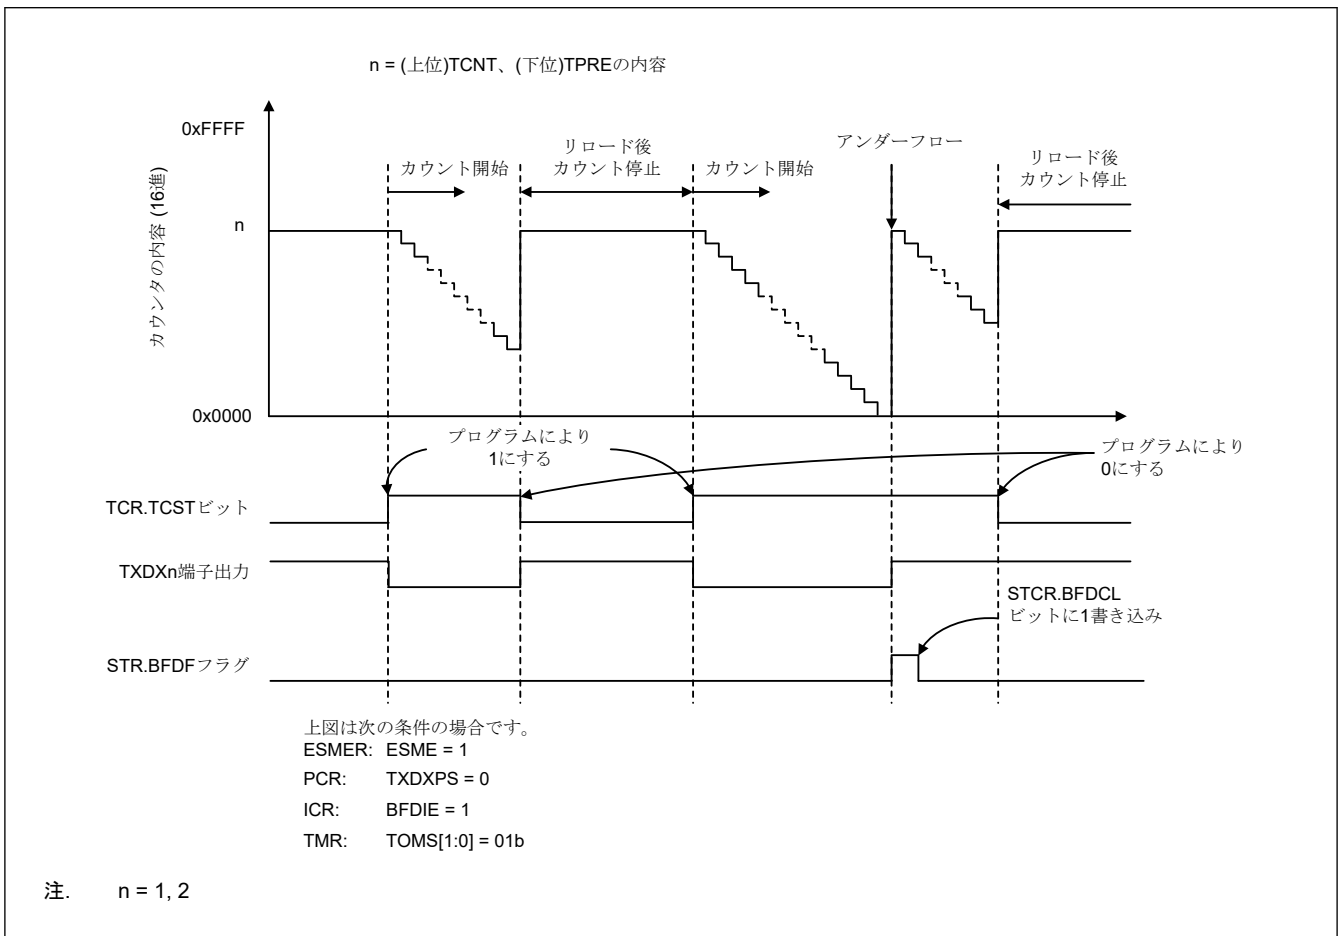 n = (上位)TCNT、(下位)TPREの内容
0xFFFF
カウンタの内容 (16進)
n
0x0000
カウント開始
リロード後
カウント停止
カウント開始
アンダーフロー
リロード後
カウント停止
プログラムにより
1にする
プログラムにより
0にする
TCR.TCSTビット
TXDXn端子出力
STCR.BFDCL
ビットに1書き込み
STR.BFDFフラグ
上図は次の条件の場合です。
ESMER: ESME = 1
PCR: TXDXPS = 0
ICR: BFDIE = 1
TMR: TOMS[1:0] = 01b
注. n = 1, 2